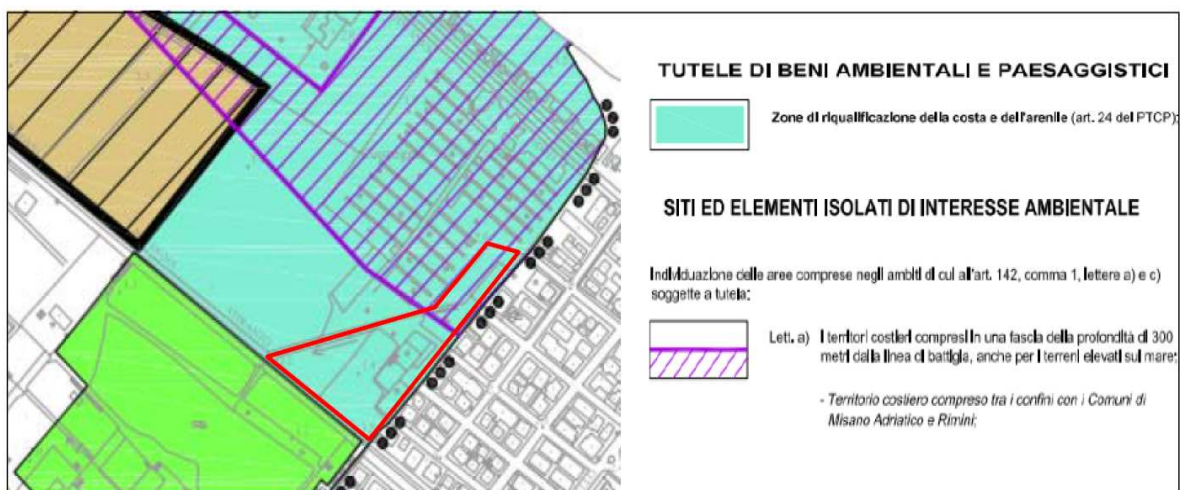 TUTELE DI BENI AMBIENTALI E PAESAGGISTICI
Zone di riqualificazione della costa e dell'arenile (art. 24 del PTCP);
SITI ED ELEMENTI ISOLATI DI INTERESSE AMBIENTALE
Individuazione delle aree comprese negli ambiti di cui all'art. 142, comma 1, lettere a) e c)
soggette a tutela:
Lett. a) I territori costieri compresi in una fascia della profondità di 300
metri dalla linea di battigia, anche per i terreni elevati sul mare;
- Territorio costiero compreso tra i confini con i Comuni di
Misano Adriatico e Rimini;